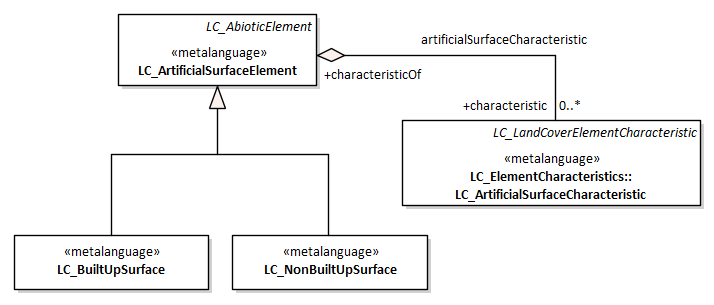 LC_AbioticElement
«metalanguage»
LC_ArtificialSurfaceElement
artificialSurfaceCharacteristic
+characteristicOf
+characteristic 0..*
LC_LandCoverElementCharacteristic
«metalanguage»
LC_ElementCharacteristics::
LC_ArtificialSurfaceCharacteristic
«metalanguage»
LC_BuiltUpSurface
«metalanguage»
LC_NonBuiltUpSurface